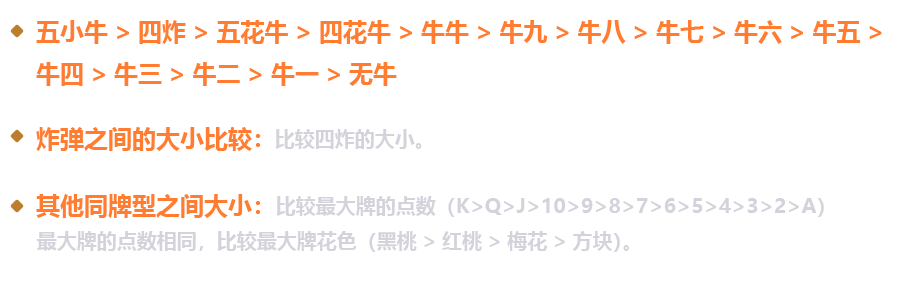 五小牛 > 四炸 > 五花牛 > 四花牛 > 牛牛 > 牛九 > 牛八 > 牛七 > 牛六 > 牛五 >
牛四 > 牛三 > 牛二 > 牛一 > 无牛
炸弹之间的大小比较：比较四炸的大小。
其他同牌型之间大小：比较最大牌的点数（K>Q>J>10>9>8>7>6>5>4>3>2>A）
最大牌的点数相同，比较最大牌花色（黑桃 > 红桃 > 梅花 > 方块）。